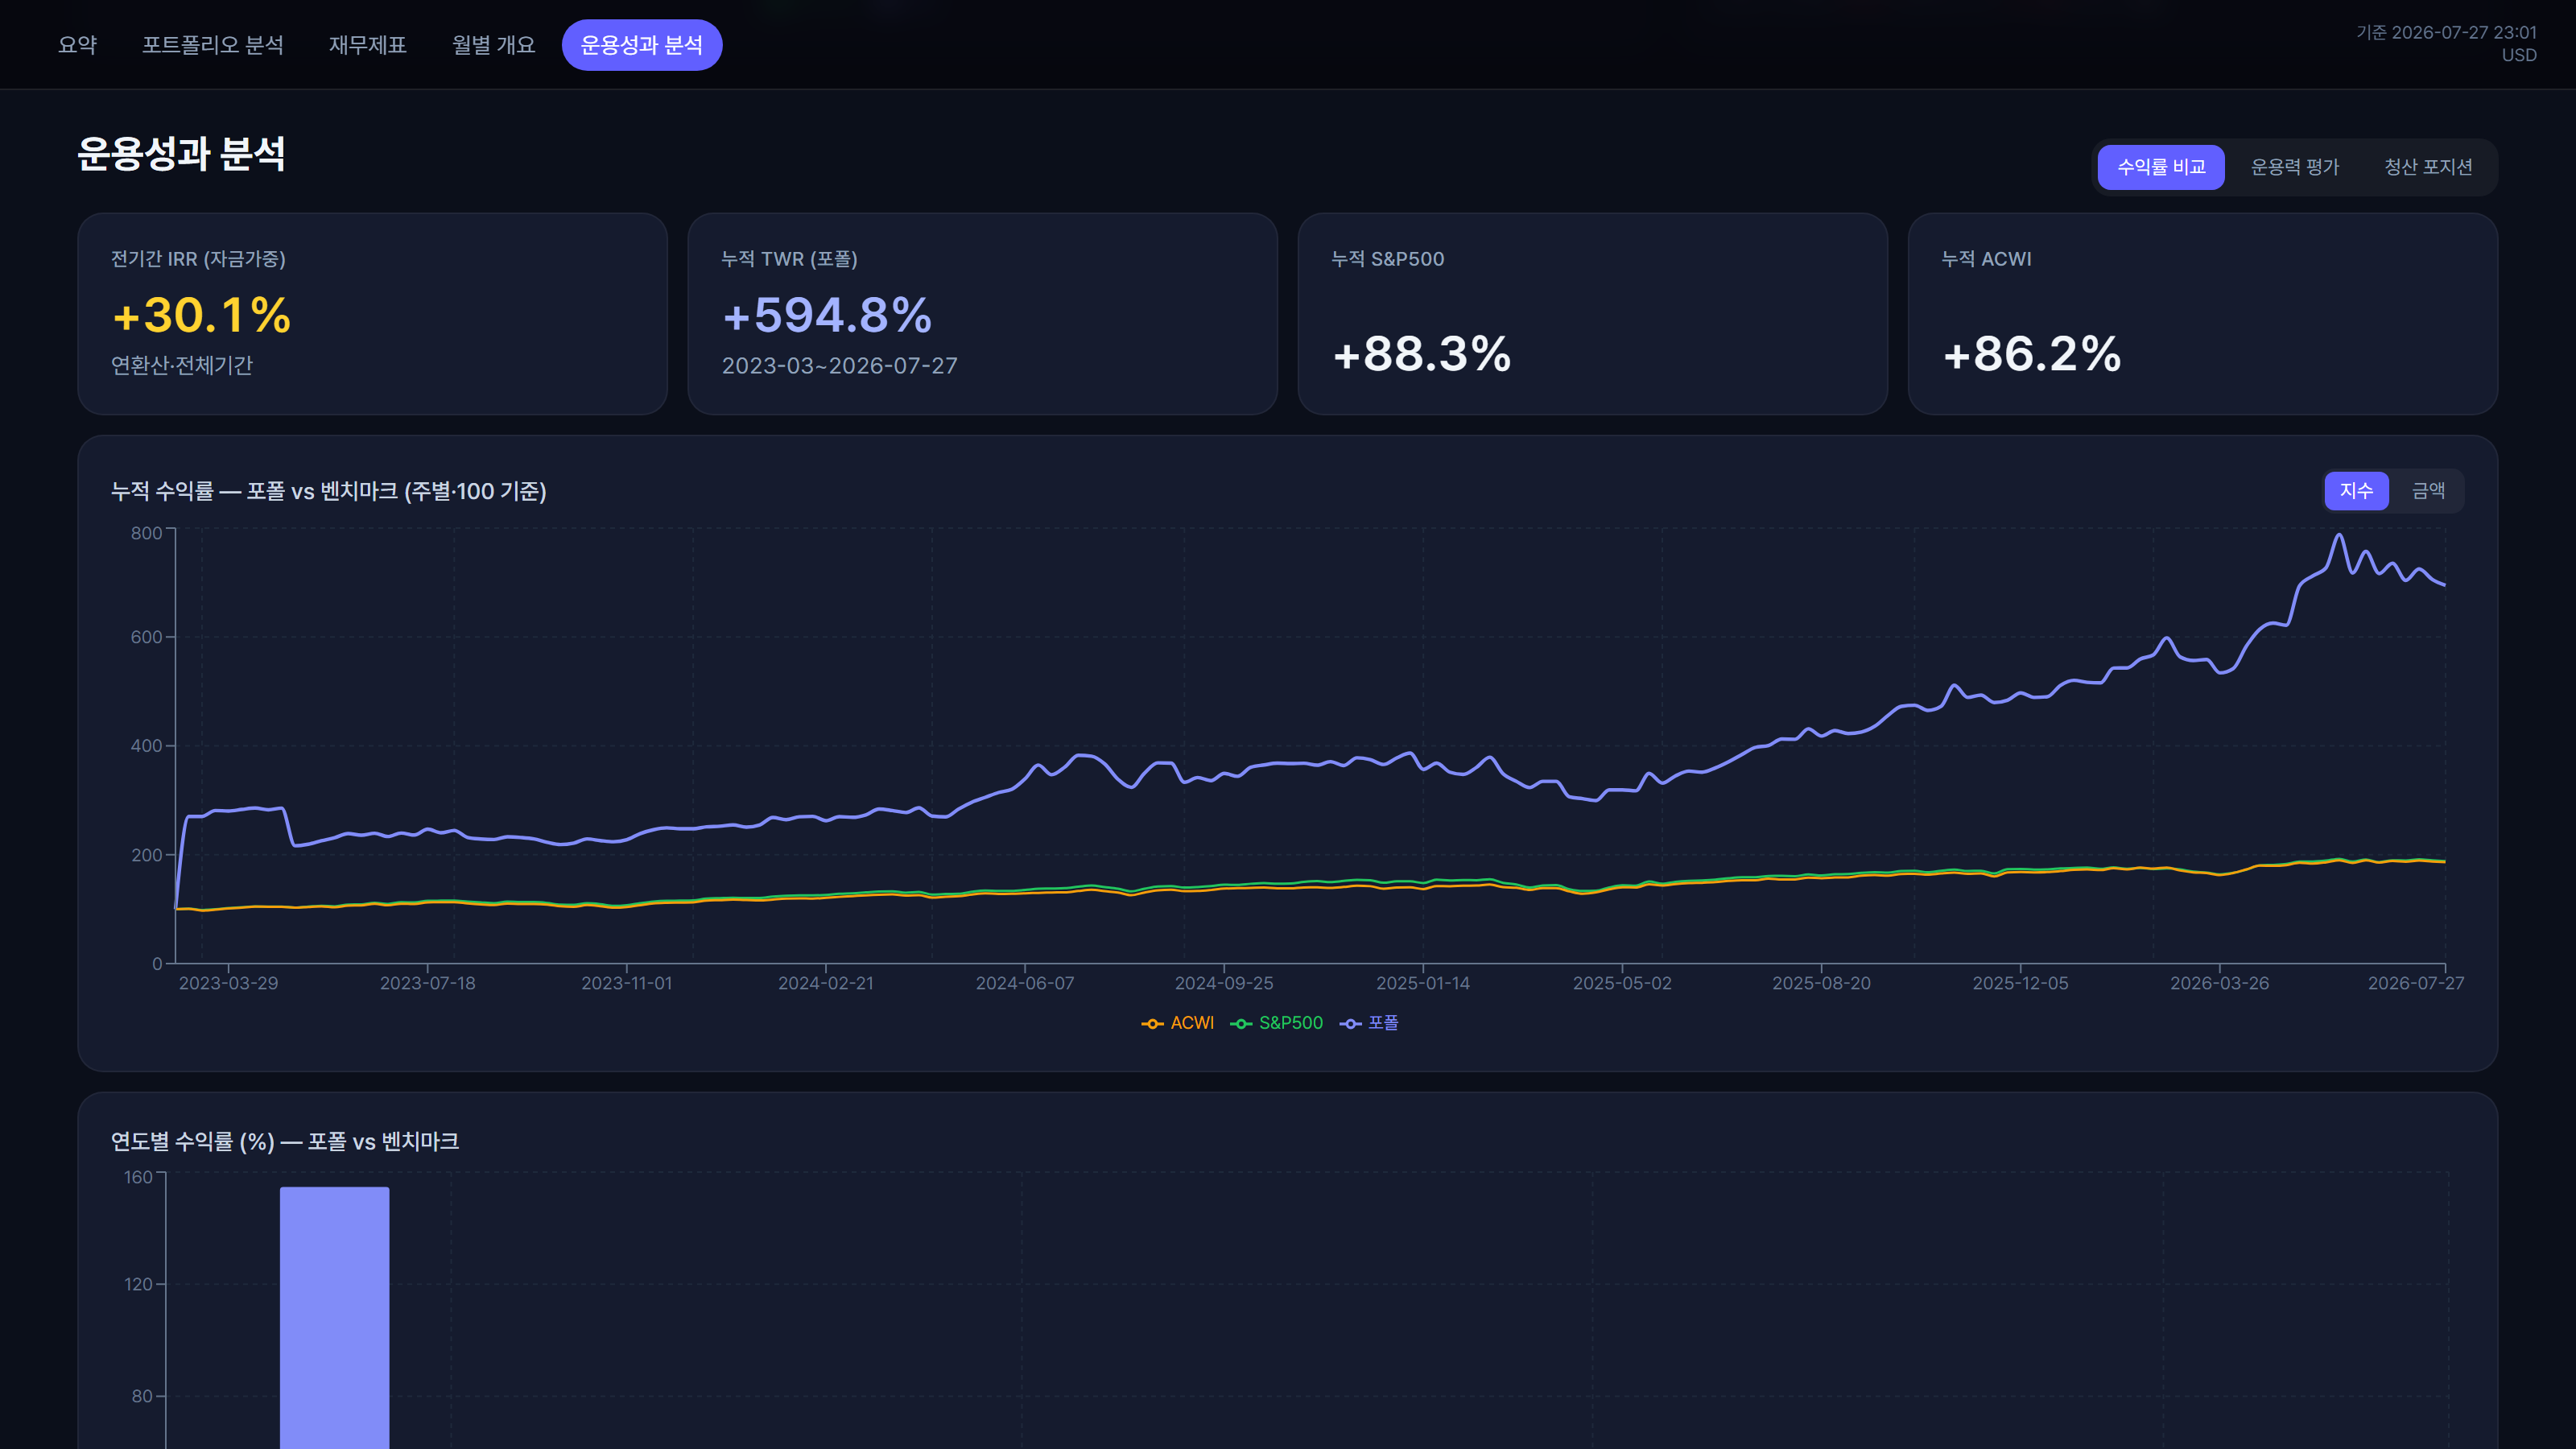 요약 포트폴리오 분석 재무제표 월별 개요 운용성과 분석
기준 2026-07-27 23:01
USD
운용성과 분석
수익률 비교 운용력 평가 청산 포지션
전기간 IRR (자금가중)
+30.1%
연환산·전체기간
누적 TWR (포폴)
+594.8%
2023-03~2026-07-27
누적 S&P500
+88.3%
누적 ACWI
+86.2%
누적 수익률 — 포폴 vs 벤치마크 (주별·100 기준)
지수 금액
800
600
400
200
0
2023-03-29 2023-07-18 2023-11-01 2024-02-21 2024-06-07 2024-09-25 2025-01-14 2025-05-02 2025-08-20 2025-12-05 2026-03-26 2026-07-27
ACWI S&P500 포폴
연도별 수익률 (%) — 포폴 vs 벤치마크
160
120
80